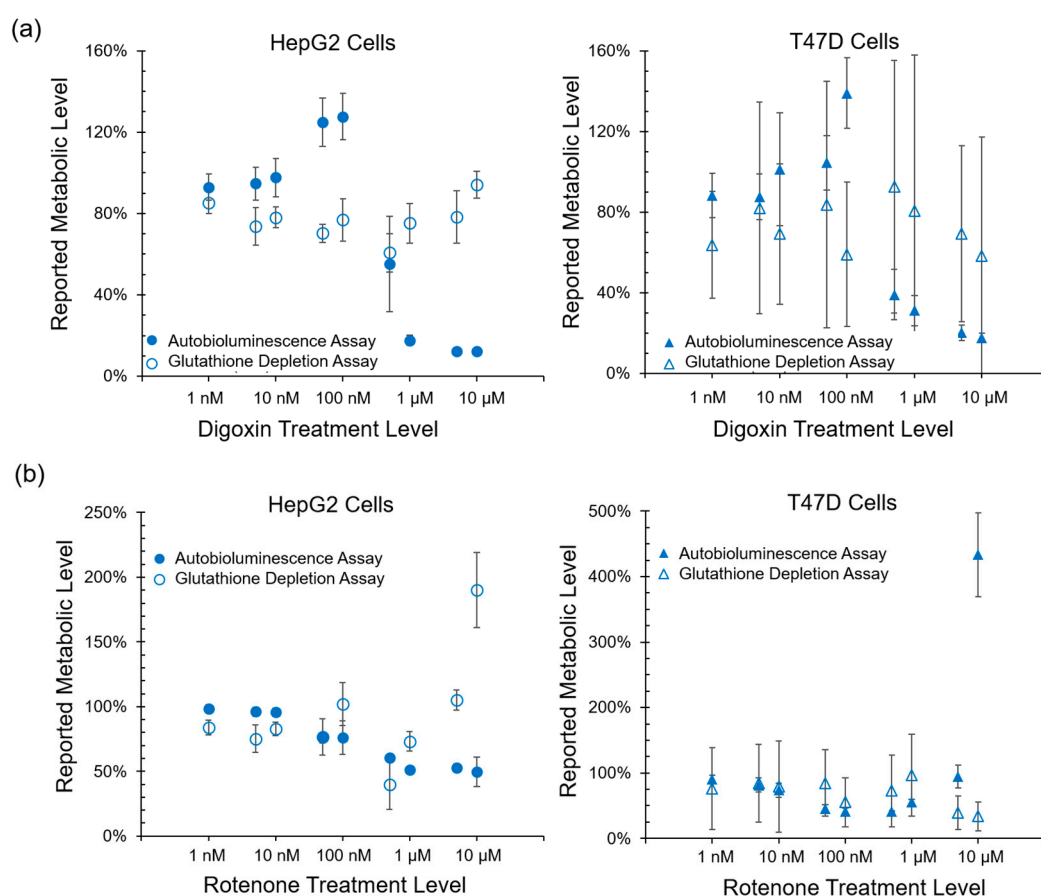 (a)
HepG2 Cells
Reported Metabolic Level
160%
120%
80%
40%
0%
Autobioluminescence Assay
Glutathione Depletion Assay
1 nM 10 nM 100 nM 1 µM 10 µM
Digoxin Treatment Level
T47D Cells
Reported Metabolic Level
160%
120%
80%
40%
0%
Autobioluminescence Assay
Glutathione Depletion Assay
1 nM 10 nM 100 nM 1 µM 10 µM
Digoxin Treatment Level
(b)
HepG2 Cells
Reported Metabolic Level
250%
200%
150%
100%
50%
0%
Autobioluminescence Assay
Glutathione Depletion Assay
1 nM 10 nM 100 nM 1 µM 10 µM
Rotenone Treatment Level
T47D Cells
Reported Metabolic Level
500%
400%
300%
200%
100%
0%
Autobioluminescence Assay
Glutathione Depletion Assay
1 nM 10 nM 100 nM 1 µM 10 µM
Rotenone Treatment Level